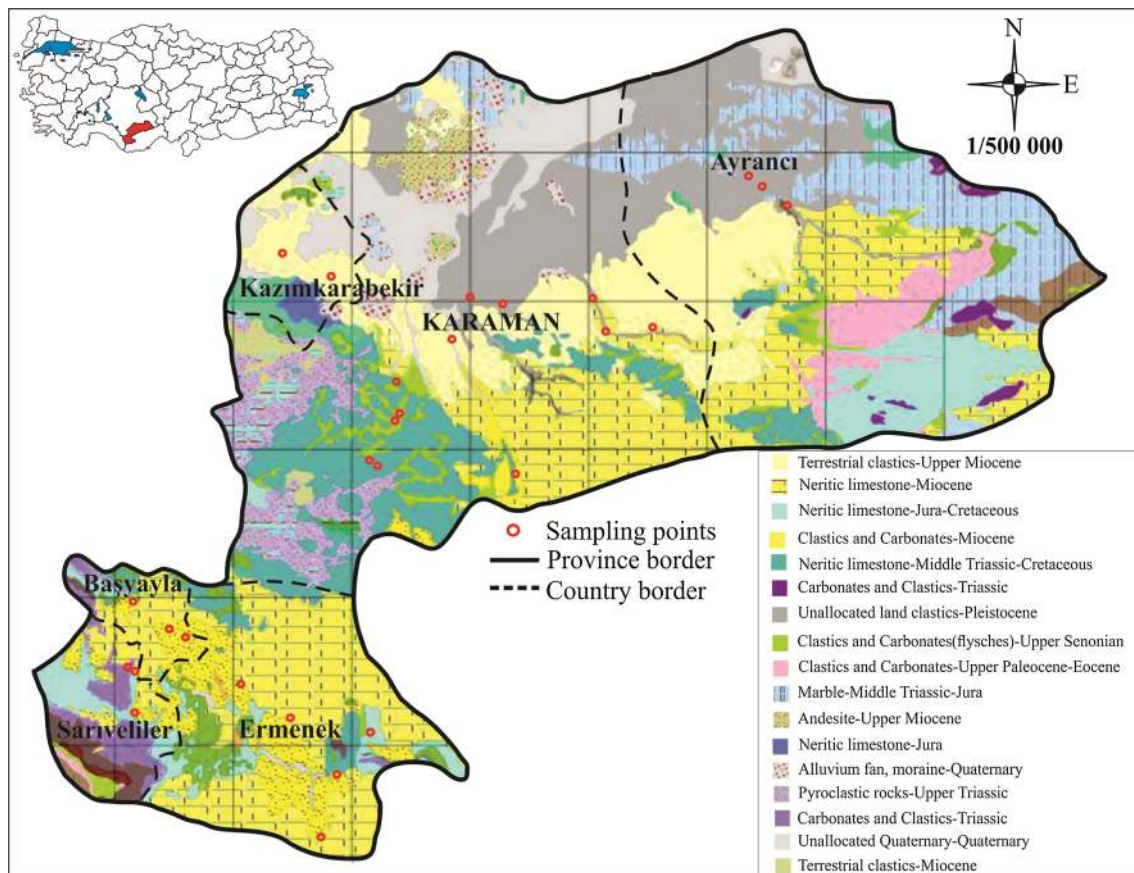 N
E
1/500 000
Ayrancı
Kazımkarabekir
KARAMAN
Terrestrial clastics-Upper Miocene
Neritic limestone-Miocene
Neritic limestone-Jura-Cretaceous
Clastics and Carbonates-Miocene
Neritic limestone-Middle Triassic-Cretaceous
Carbonates and Clastics-Triassic
Unallocated land clastics-Pleistocene
Clastics and Carbonates(flysches)-Upper Senonian
Clastics and Carbonates-Upper Paleocene-Eocene
Marble-Middle Triassic-Jura
Andesite-Upper Miocene
Neritic limestone-Jura
Alluvium fan, moraine-Quaternary
Pyroclastic rocks-Upper Triassic
Carbonates and Clastics-Triassic
Unallocated Quaternary-Quaternary
Terrestrial clastics-Miocene
Sampling points
Province border
Country border
Başyayla
Sarıveliler
Ermenek